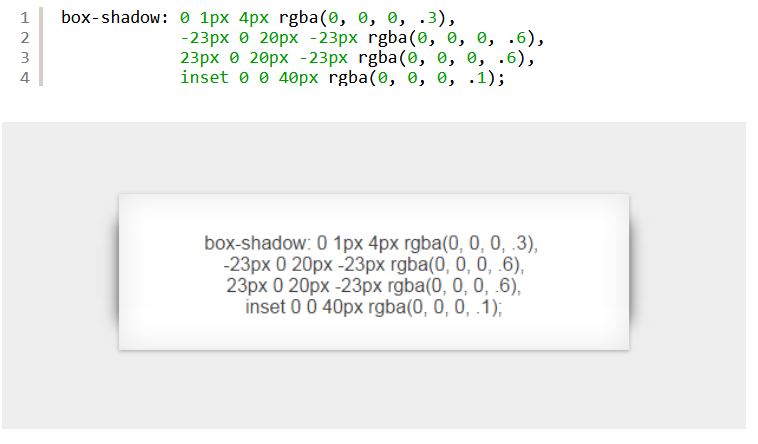 1 box-shadow: 0 1px 4px rgba(0, 0, 0, .3),
2 -23px 0 20px -23px rgba(0, 0, 0, .6),
3 23px 0 20px -23px rgba(0, 0, 0, .6),
4 inset 0 0 40px rgba(0, 0, 0, .1);
box-shadow: 0 1px 4px rgba(0, 0, 0, .3),
-23px 0 20px -23px rgba(0, 0, 0, .6),
23px 0 20px -23px rgba(0, 0, 0, .6),
inset 0 0 40px rgba(0, 0, 0, .1);